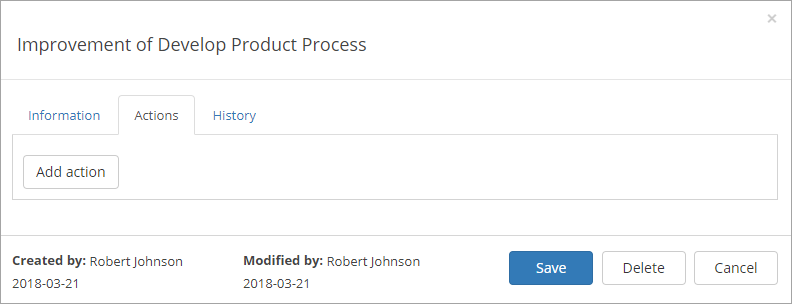 ×
Improvement of Develop Product Process
Information Actions History
Add action
Created by: Robert Johnson Modified by: Robert Johnson Save Delete Cancel
2018-03-21 2018-03-21